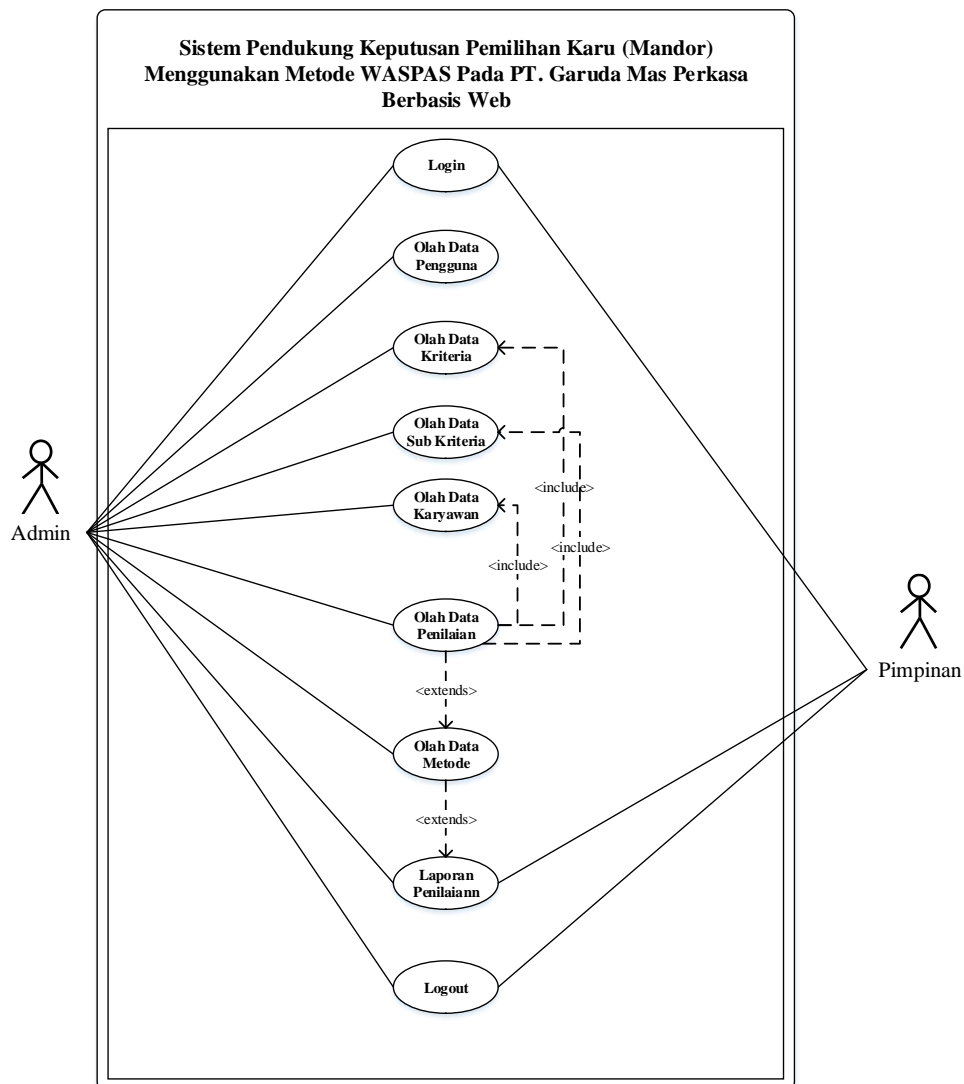 Sistem Pendukung Keputusan Pemilihan Karu (Mandor)
Menggunakan Metode WASPAS Pada PT. Garuda Mas Perkasa
Berbasis Web
Login
Olah Data
Pengguna
Olah Data
Kriteria
Olah Data
Sub Kriteria
<include>
Olah Data
Karyawan
Admin
<include>
<include>
Olah Data
Penilaian
Pimpinan
<extends>
Olah Data
Metode
<extends>
Laporan
Penilaiann
Logout